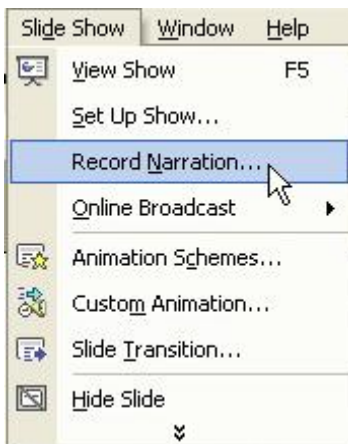 Slide Show Window Help
View Show F5
Set Up Show...
Record Narration...
Online Broadcast
Animation Schemes...
Custom Animation...
Slide Transition...
Hide Slide